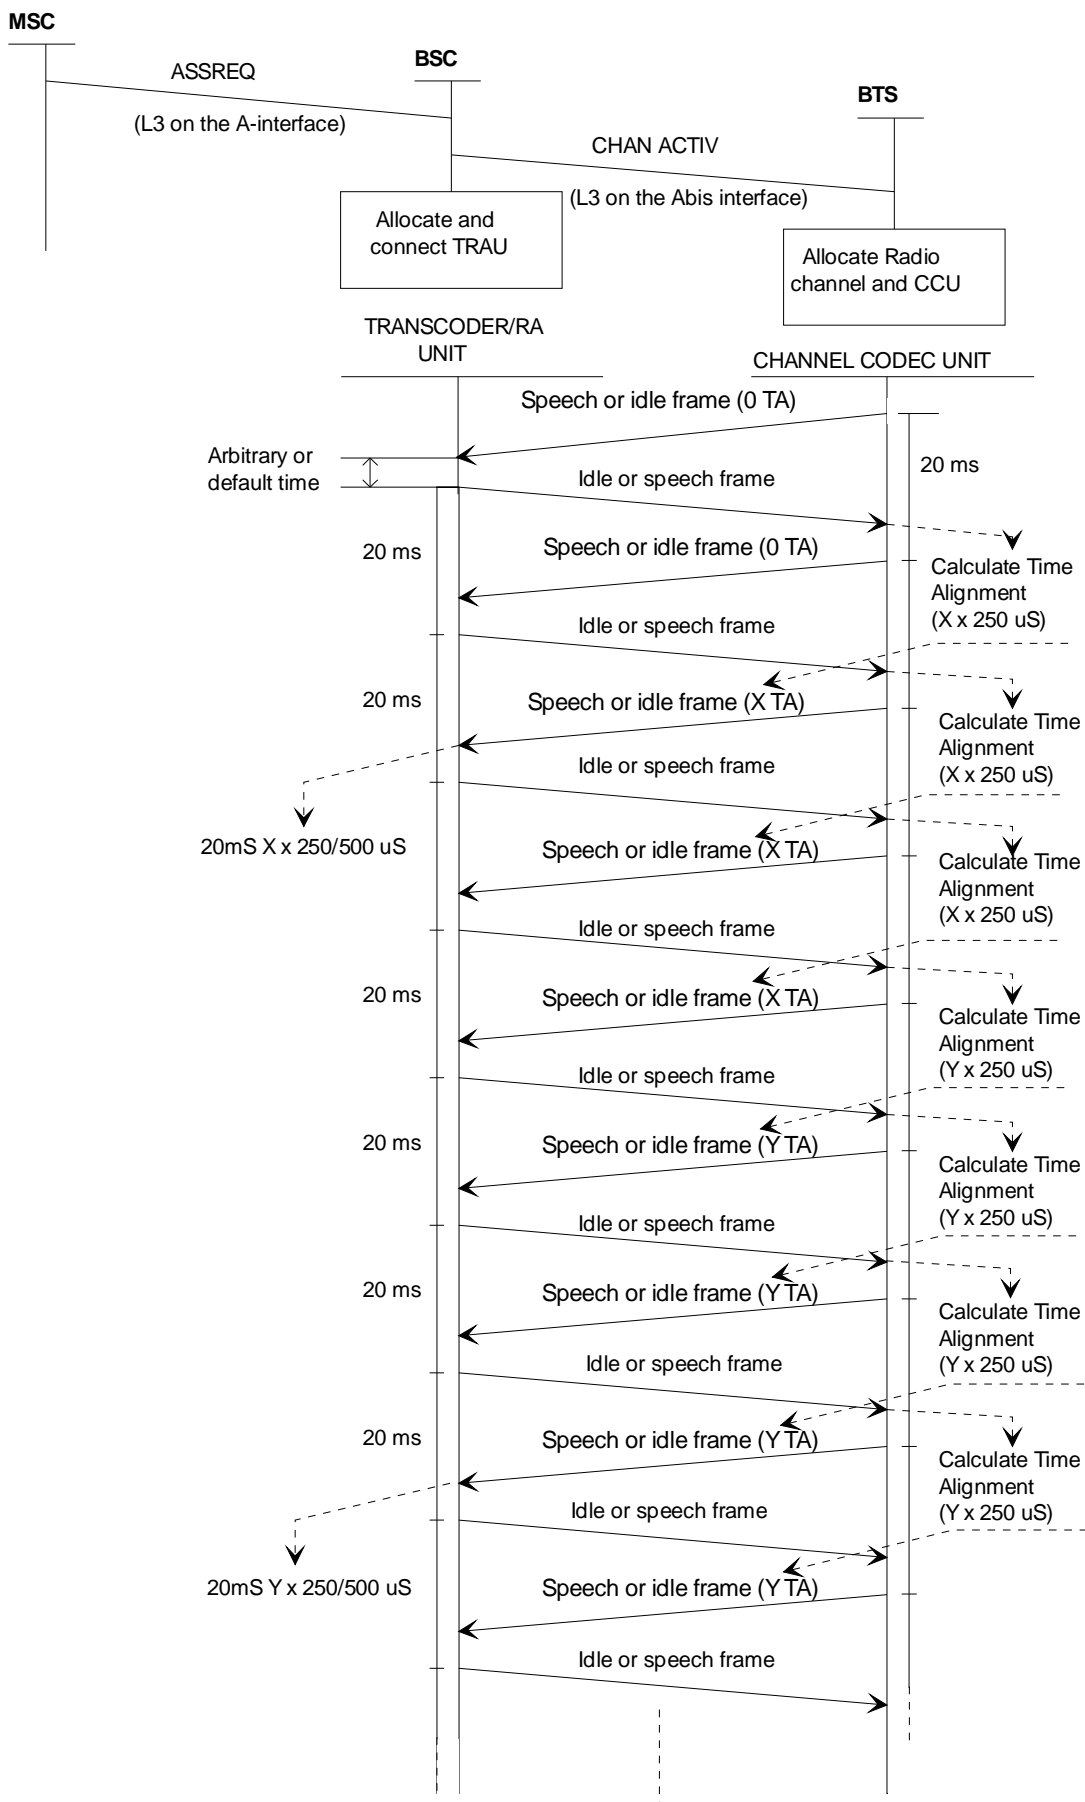 MSC
BSC
ASSREQ
BTS
(L3 on the A-interface)
CHAN ACTIV
(L3 on the Abis interface)
Allocate and
connect TRAU
Allocate Radio
channel and CCU
TRANSCODER/RA
UNIT
CHANNEL CODEC UNIT
Speech or idle frame (0 TA)
Arbitrary or
default time
20 ms
Idle or speech frame
20 ms
Speech or idle frame (0 TA)
Calculate Time
Alignment
(X x 250 uS)
Idle or speech frame
20 ms
Speech or idle frame (X TA)
Calculate Time
Alignment
(X x 250 uS)
Idle or speech frame
20mS X x 250/500 uS
Speech or idle frame (X TA)
Calculate Time
Alignment
(X x 250 uS)
Idle or speech frame
20 ms
Speech or idle frame (X TA)
Calculate Time
Alignment
(Y x 250 uS)
Idle or speech frame
20 ms
Speech or idle frame (Y TA)
Calculate Time
Alignment
(Y x 250 uS)
Idle or speech frame
20 ms
Speech or idle frame (Y TA)
Calculate Time
Alignment
(Y x 250 uS)
Idle or speech frame
20 ms
Speech or idle frame (Y TA)
Calculate Time
Alignment
(Y x 250 uS)
Idle or speech frame
20mS Y x 250/500 uS
Speech or idle frame (Y TA)
Idle or speech frame